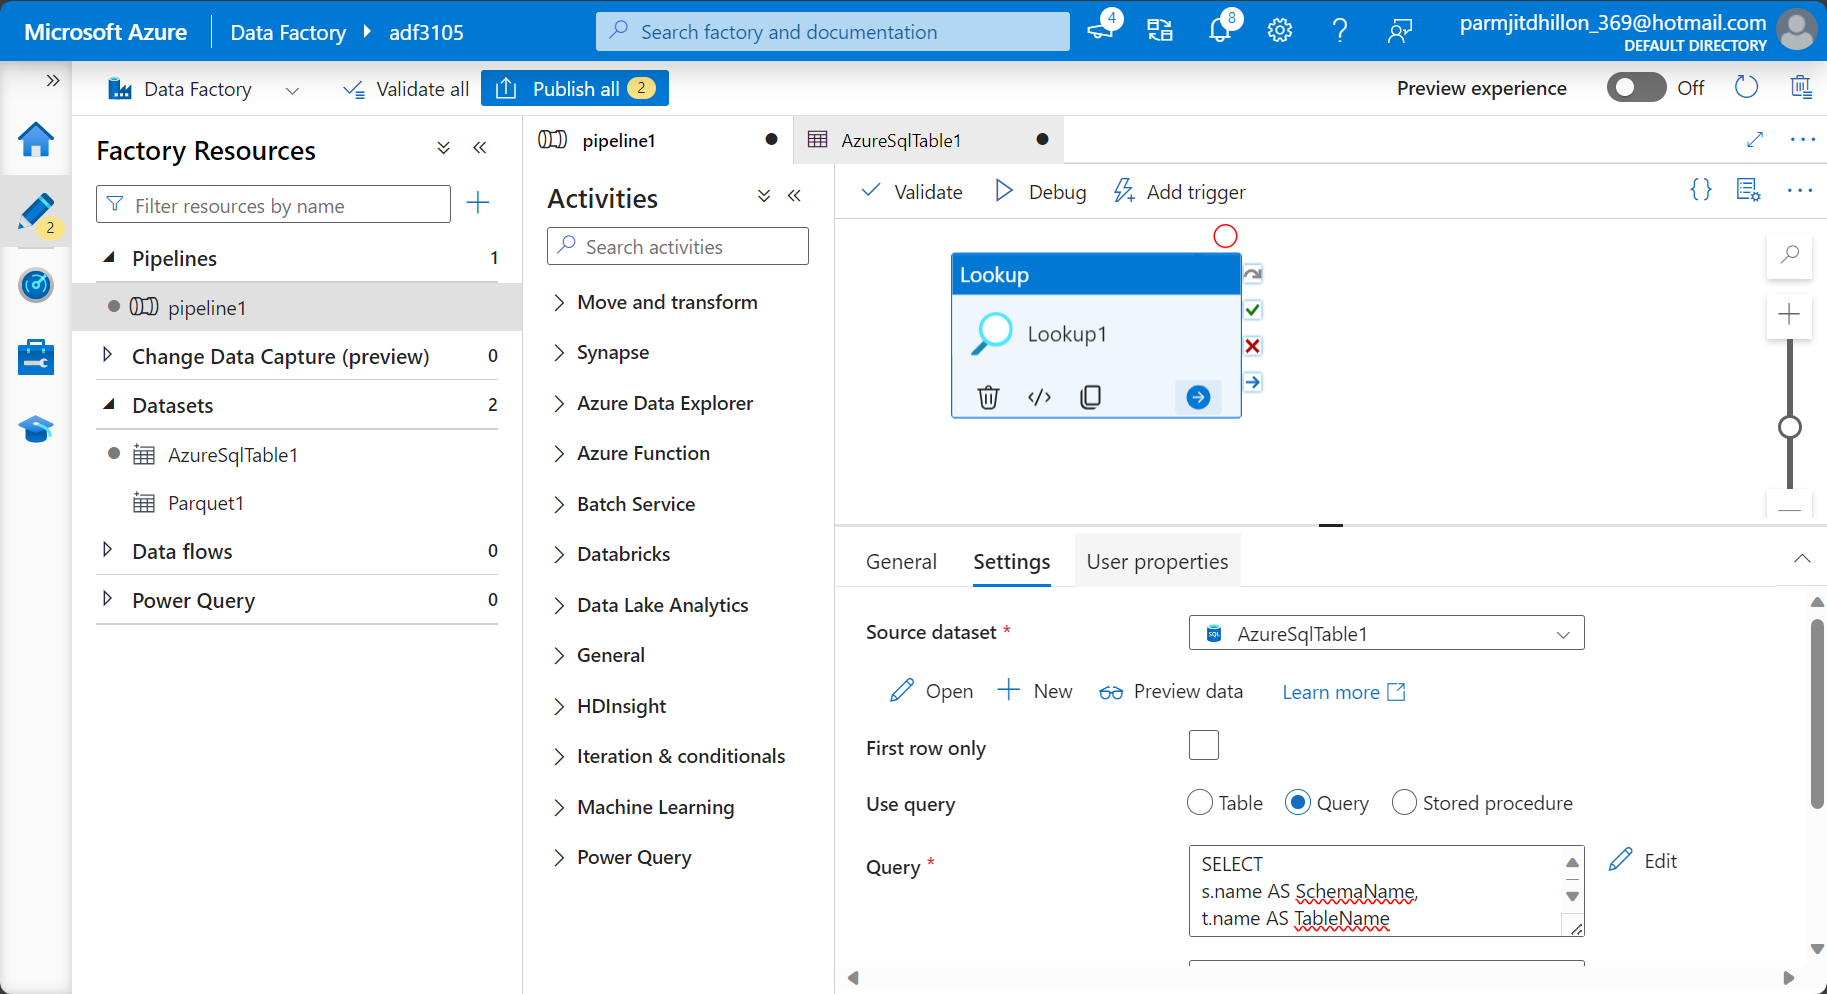 Microsoft Azure
Data Factory
adf3105
Search factory and documentation
4
8
parmjitdhillon_369@hotmail.com
DEFAULT DIRECTORY
Data Factory
Validate all
Publish all
2
Preview experience
Off
2
Factory Resources
Filter resources by name
Pipelines
1
pipeline1
Change Data Capture (preview)
0
Datasets
2
AzureSqlTable1
Parquet1
Data flows
0
Power Query
0
pipeline1
AzureSqlTable1
Activities
Search activities
Move and transform
Synapse
Azure Data Explorer
Azure Function
Batch Service
Databricks
Data Lake Analytics
General
HDInsight
Iteration & conditionals
Machine Learning
Power Query
Validate
Debug
Add trigger
Lookup
Lookup1
General
Settings
User properties
Source dataset *
AzureSqlTable1
Open
New
Preview data
Learn more
First row only
Use query
Table
Query
Stored procedure
Query *
SELECT
s.name AS SchemaName,
t.name AS TableName
Edit